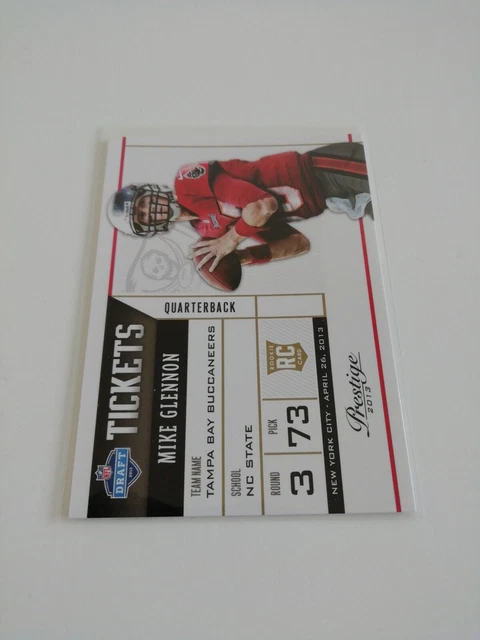 QUARTERBACK
NFL
DRAFT
2013
TICKETS
MIKE GLENNON
TEAM NAME
TAMPA BAY BUCCANEERS
SCHOOL
NC STATE
ROUND
3
PICK
73
ROOKIE
RC
CARD
NEW YORK CITY • APRIL 26, 2013
Prestige
2013